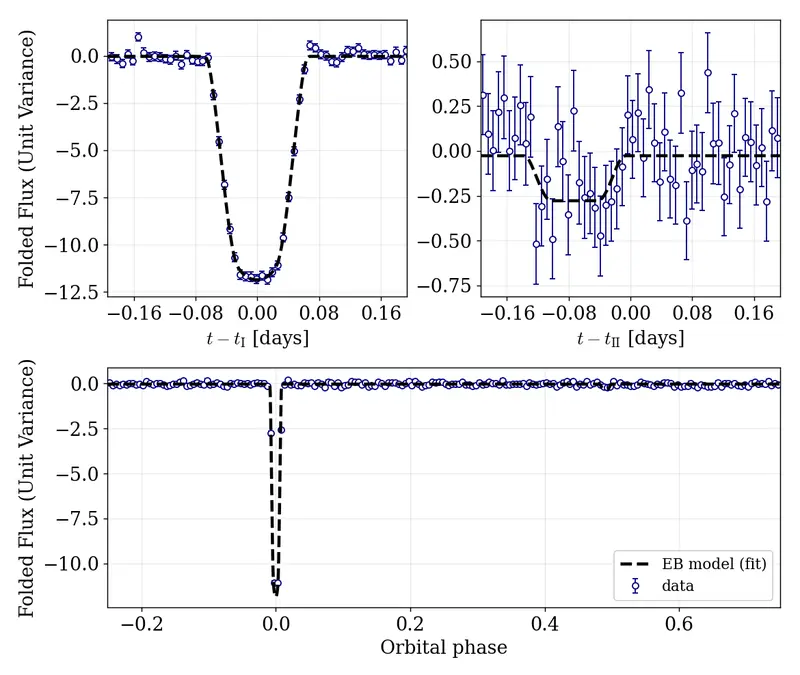 Folded Flux (Unit Variance)
0.0
−2.5
−5.0
−7.5
−10.0
−12.5
−0.16 −0.08 0.00 0.08 0.16
t − tI [days]
0.50
0.25
0.00
−0.25
−0.50
−0.75
−0.16 −0.08 0.00 0.08 0.16
t − tII [days]
Folded Flux (Unit Variance)
0.0
−2.5
−5.0
−7.5
−10.0
EB model (fit)
data
−0.2 0.0 0.2 0.4 0.6
Orbital phase